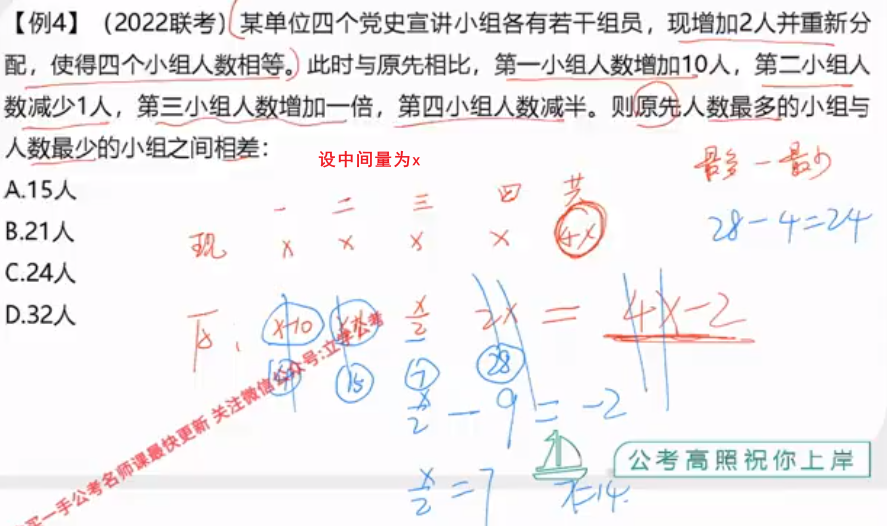 【例4】（2022联考）某单位四个党史宣讲小组各有若干组员，现增加2人并重新分
配，使得四个小组人数相等。此时与原先相比，第一小组人数增加10人，第二小组人
数减少1人，第三小组人数增加一倍，第四小组人数减半。则原先人数最多的小组与
人数最少的小组之间相差：
设中间量为x
最多一最少
A.15人
一 二 三 四 共
28-4=24
B.21人
现 x x x x 4x
C.24人
D.32人
原: x-10 x+1 x/2 2x = 4x-2
15 7 28
x/2 - 9 = -2
x/2 = 7 x=14
买一手公考名师课最快更新 关注微信公众号:立学公考
公考高照祝你上岸